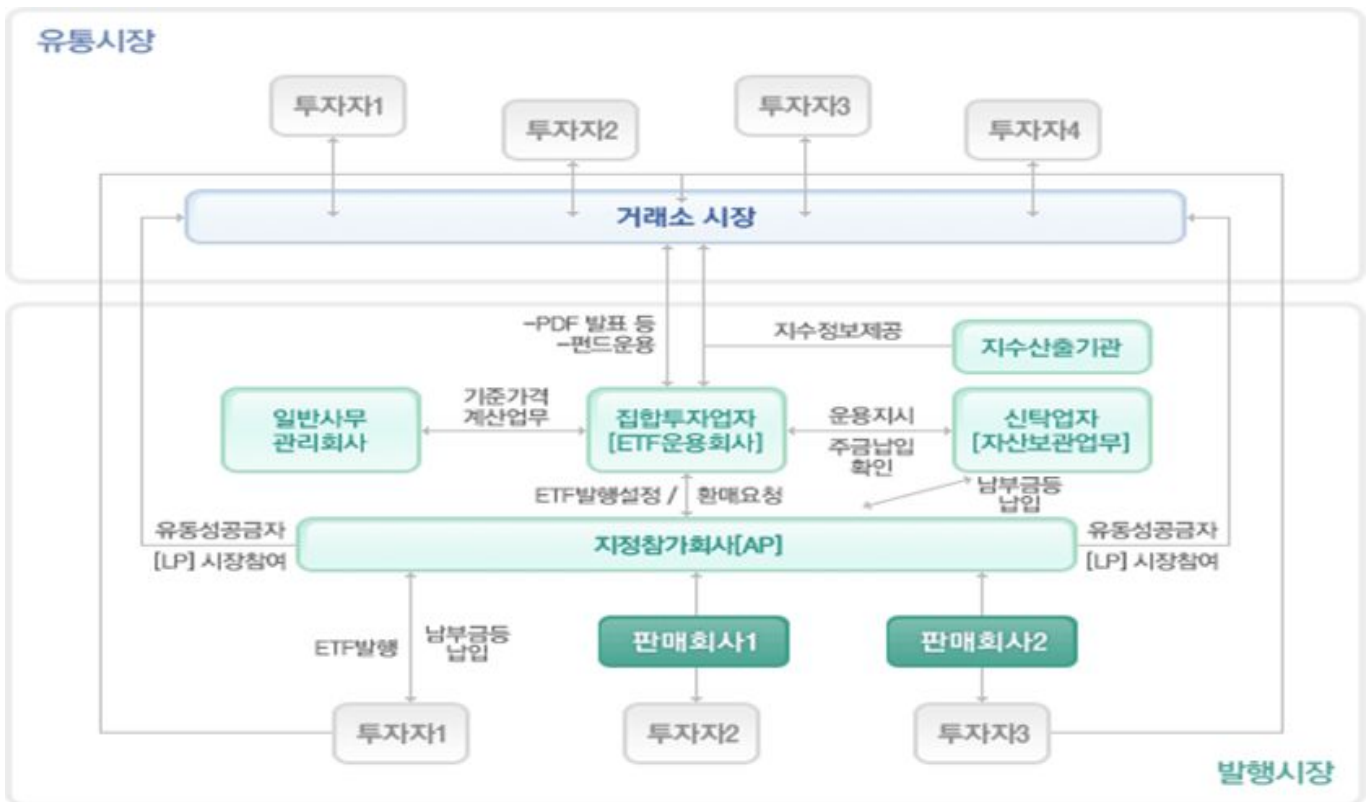 유통시장
투자자1
투자자2
투자자3
투자자4
거래소 시장
-PDF 발표 등
-펀드운용
지수정보제공
지수산출기관
일반사무
관리회사
기준가격
계산업무
집합투자업자
[ETF운용회사]
운용지시
주금납입
확인
신탁업자
[자산보관업무]
ETF발행설정 / 환매요청
남부금등
납입
유동성공급자
[LP] 시장참여
지정참가회사[AP]
유동성공급자
[LP] 시장참여
ETF발행
남부금등
납입
판매회사1
판매회사2
투자자1
투자자2
투자자3
발행시장